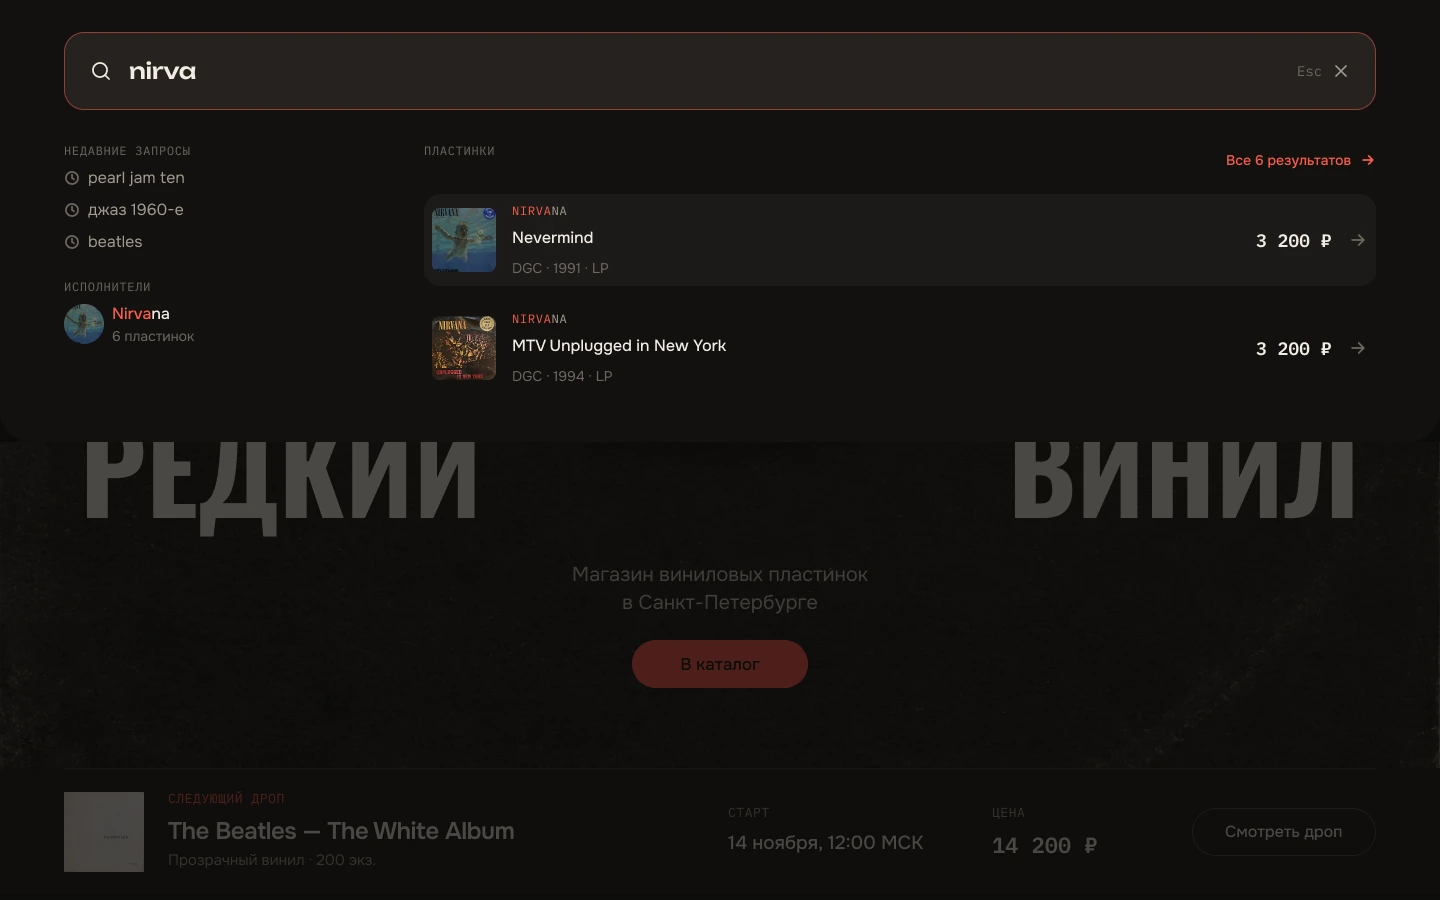 nirva
Esc
НЕДАВНИЕ ЗАПРОСЫ
pearl jam ten
джаз 1960-е
beatles
ИСПОЛНИТЕЛИ
Nirvana
6 пластинок
ПЛАСТИНКИ
Все 6 результатов
NIRVANA
Nevermind
DGC · 1991 · LP
3 200 ₽
NIRVANA
NIRVANA
MTV Unplugged in New York
DGC · 1994 · LP
3 200 ₽
РЕДКИЙ
ВИНИЛ
Магазин виниловых пластинок
в Санкт-Петербурге
В каталог
СЛЕДУЮЩИЙ ДРОП
The Beatles — The White Album
Прозрачный винил · 200 экз.
СТАРТ
14 ноября, 12:00 МСК
ЦЕНА
14 200 ₽
Смотреть дроп